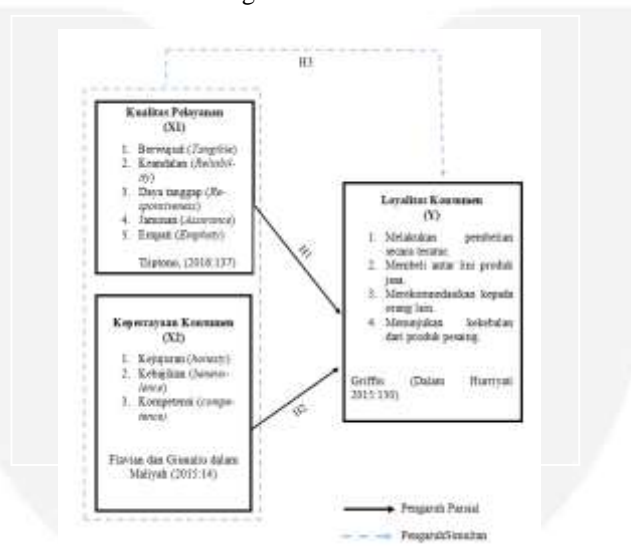 H3
Kualitas Pelayanan
(X1)
1. Berwujud (Tangible)
2. Keandalan (Reliabili-
ty)
3. Daya tanggap (Re-
sponsiveness)
4. Jaminan (Assurance)
5. Empati (Emphaty)
Tjiptono, (2016:137)
H1
Loyalitas Konsumen
(Y)
1. Melakukan pembelian
secara teratur.
2. Membeli antar lini produk
jasa.
3. Merekomendasikan kepada
orang lain.
4. Menunjukan kekebalan
dari produk pesaing.
Griffin (Dalam Hurriyati
2015:130)
Kepercayaan Konsumen
(X2)
1. Kejujuran (honesty)
2. Kebajikan (benevo-
lence)
3. Kompetensi (compe-
tence)
Flavian dan Giunaliu dalam
Maliyah (2015:14)
H2
Pengaruh Parsial
PengaruhSimultan